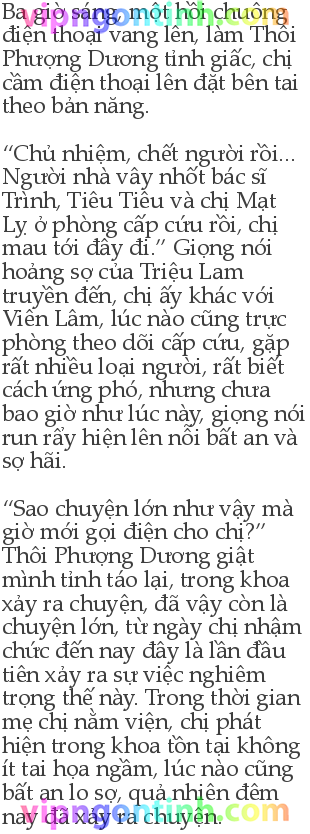 Ba giờ sáng, một hồi chuông
điện thoại vang lên, làm Thôi
Phượng Dương tỉnh giấc, chị
cầm điện thoại lên đặt bên tai
theo bản năng.
“Chủ nhiệm, chết người rồi...
Người nhà vây nhốt bác sĩ
Trình, Tiêu Tiêu và chị Mạt
Lỵ ở phòng cấp cứu rồi, chị
mau tới đây đi.” Giọng nói
hoảng sợ của Triệu Lam
truyền đến, chị ấy khác với
Viên Lâm, lúc nào cũng trực
phòng theo dõi cấp cứu, gặp
rất nhiều loại người, rất biết
cách ứng phó, nhưng chưa
bao giờ như lúc này, giọng nói
run rẩy hiện lên nỗi bất an và
sợ hãi.
“Sao chuyện lớn như vậy mà
giờ mới gọi điện cho chị?”
Thôi Phượng Dương giật
mình tỉnh táo lại, trong khoa
xảy ra chuyện, đã vậy còn là
chuyện lớn, từ ngày chị nhậm
chức đến nay đây là lần đầu
tiên xảy ra sự việc nghiêm
trọng thế này. Trong thời gian
mẹ chị nằm viện, chị phát
hiện trong khoa tồn tại không
ít tai họa ngầm, lúc nào cũng
bất an lo sợ, quả nhiên đêm
nay đã xảy ra chuyện.
vipngontinh.com
vipngontinh.com